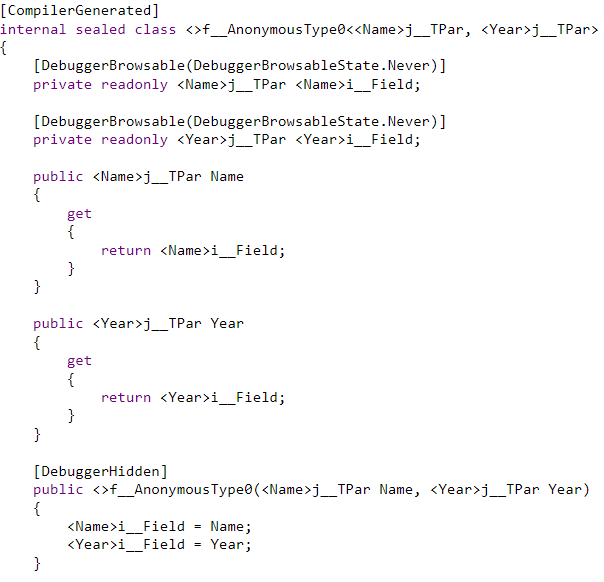 [CompilerGenerated]
internal sealed class <>f__AnonymousType0<<Name>j__TPar, <Year>j__TPar>
{
    [DebuggerBrowsable(DebuggerBrowsableState.Never)]
    private readonly <Name>j__TPar <Name>i__Field;

    [DebuggerBrowsable(DebuggerBrowsableState.Never)]
    private readonly <Year>j__TPar <Year>i__Field;

    public <Name>j__TPar Name
    {
        get
        {
            return <Name>i__Field;
        }
    }

    public <Year>j__TPar Year
    {
        get
        {
            return <Year>i__Field;
        }
    }

    [DebuggerHidden]
    public <>f__AnonymousType0(<Name>j__TPar Name, <Year>j__TPar Year)
    {
        <Name>i__Field = Name;
        <Year>i__Field = Year;
    }